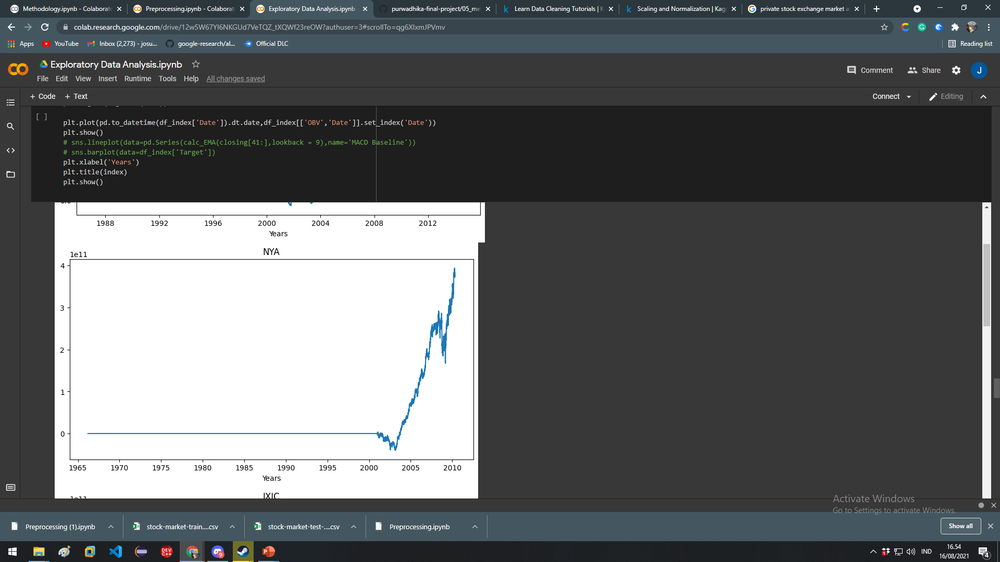 Methodology.ipynb - Colaborato
Preprocessing.ipynb - Colaborat
Exploratory Data Analysis.ipynb
purwadhika-final-project/05_me
Learn Data Cleaning Tutorials | K
Scaling and Normalization | Kagg
private stock exchange market a
colab.research.google.com/drive/12w5W67Yl6NKGUd7VeTQZ_tXQWf23reOW?authuser=3#scrollTo=qg6XlxmJPVmv
Apps
YouTube
Inbox (2,273) - josu...
google-research/al...
Official DLC
Reading list
Exploratory Data Analysis.ipynb
Comment
Share
J
File Edit View Insert Runtime Tools Help All changes saved
+ Code + Text
Connect
Editing
[ ]
plt.plot(pd.to_datetime(df_index['Date']).dt.date,df_index[['OBV','Date']].set_index('Date'))
plt.show()
# sns.lineplot(data=pd.Series(calc_EMA(closing[41:],lookback = 9),name='MACD Baseline'))
# sns.barplot(data=df_index['Target'])
plt.xlabel('Years')
plt.title(index)
plt.show()
0.0
1988 1992 1996 2000 2004 2008 2012
Years
NYA
1e11
4
3
2
1
0
1965 1970 1975 1980 1985 1990 1995 2000 2005 2010
Years
IXIC
1e11
Activate Windows
Go to Settings to activate Windows.
Preprocessing (1).ipynb
stock-market-train....csv
stock-market-test-....csv
Preprocessing.ipynb
Show all
DEV C++
9
P
1
IND
16.54
16/08/2021
4